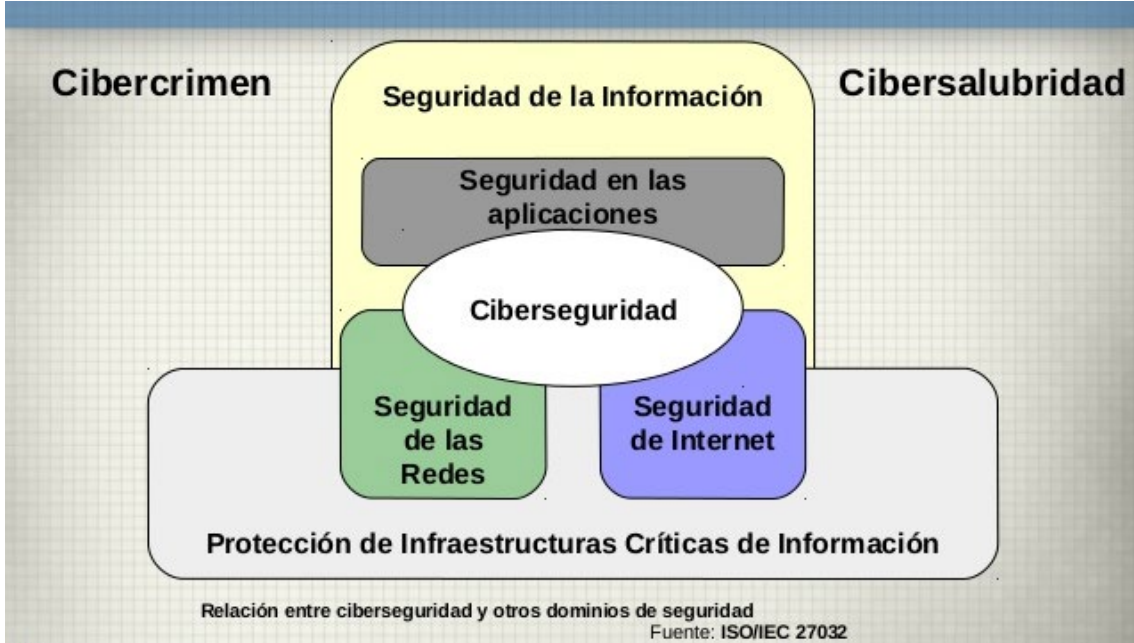 Cibercrimen
Seguridad de la Información
Cibersalubridad
Seguridad en las
aplicaciones
Ciberseguridad
Seguridad
de las
Redes
Seguridad
de Internet
Protección de Infraestructuras Críticas de Información
Relación entre ciberseguridad y otros dominios de seguridad
Fuente: ISO/IEC 27032